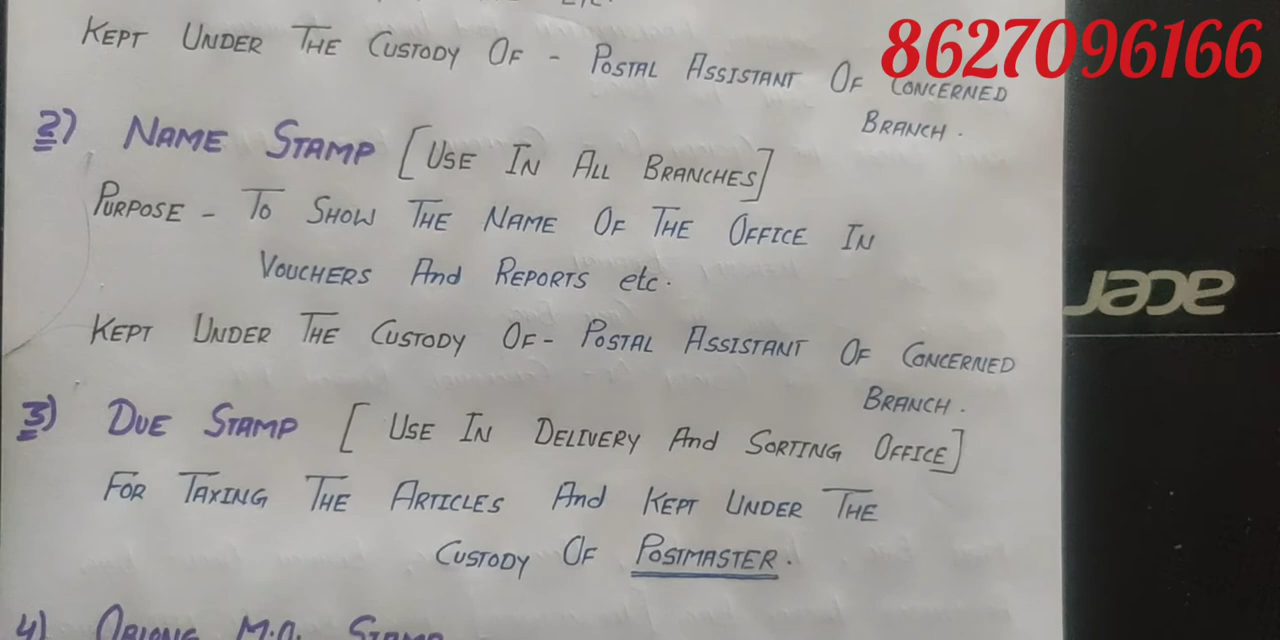 ETC.
KEPT UNDER THE CUSTODY OF - POSTAL ASSISTANT OF CONCERNED
8627096166
BRANCH.
2) NAME STAMP [USE IN ALL BRANCHES]
PURPOSE - TO SHOW THE NAME OF THE OFFICE IN
VOUCHERS And REPORTS etc.
KEPT UNDER THE CUSTODY OF- POSTAL ASSISTANT OF CONCERNED
BRANCH.
acer
3) DUE STAMP [ USE IN DELIVERY And SORTING OFFICE]
FOR TAXING THE ARTICLES And KEPT UNDER THE
CUSTODY OF POSTMASTER.
4) M.O. STAMP